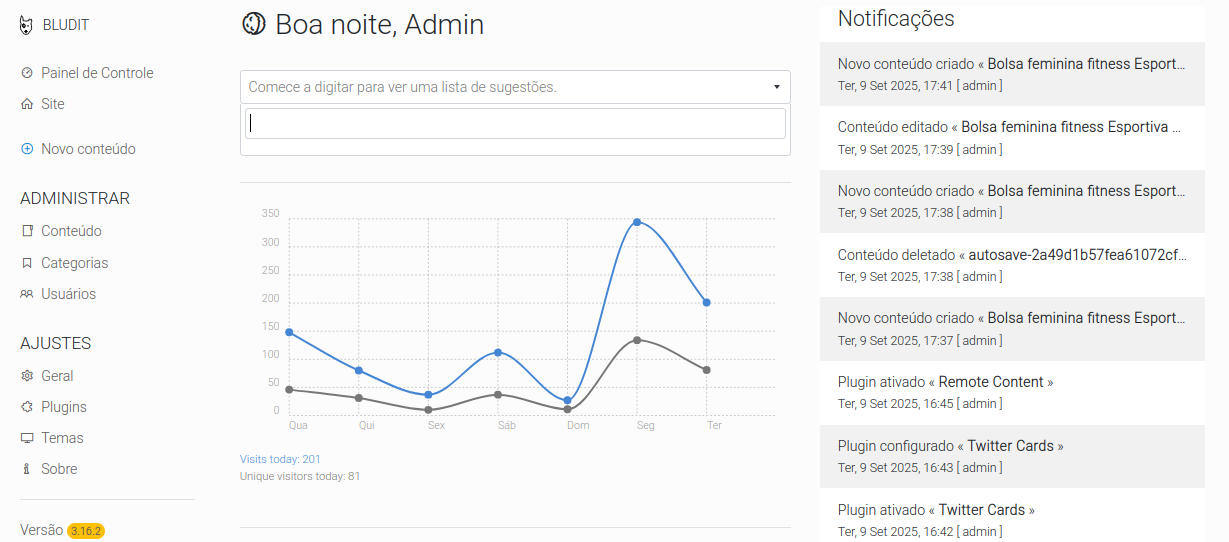 BLUDIT
Painel de Controle
Site
Novo conteúdo
ADMINISTRAR
Conteúdo
Categorias
Usuários
AJUSTES
Geral
Plugins
Temas
Sobre
Versão 3.16.2
Boa noite, Admin
Comece a digitar para ver uma lista de sugestões.
350
300
250
200
150
100
50
0
Qua Qui Sex Sáb Dom Seg Ter
Visits today: 201
Unique visitors today: 81
Notificações
Novo conteúdo criado « Bolsa feminina fitness Esport...
Ter, 9 Set 2025, 17:41 [ admin ]
Conteúdo editado « Bolsa feminina fitness Esportiva ...
Ter, 9 Set 2025, 17:39 [ admin ]
Novo conteúdo criado « Bolsa feminina fitness Esport...
Ter, 9 Set 2025, 17:38 [ admin ]
Conteúdo deletado « autosave-2a49d1b57fea61072cf...
Ter, 9 Set 2025, 17:38 [ admin ]
Novo conteúdo criado « Bolsa feminina fitness Esport...
Ter, 9 Set 2025, 17:37 [ admin ]
Plugin ativado « Remote Content »
Ter, 9 Set 2025, 16:45 [ admin ]
Plugin configurado « Twitter Cards »
Ter, 9 Set 2025, 16:43 [ admin ]
Plugin ativado « Twitter Cards »
Ter, 9 Set 2025, 16:42 [ admin ]